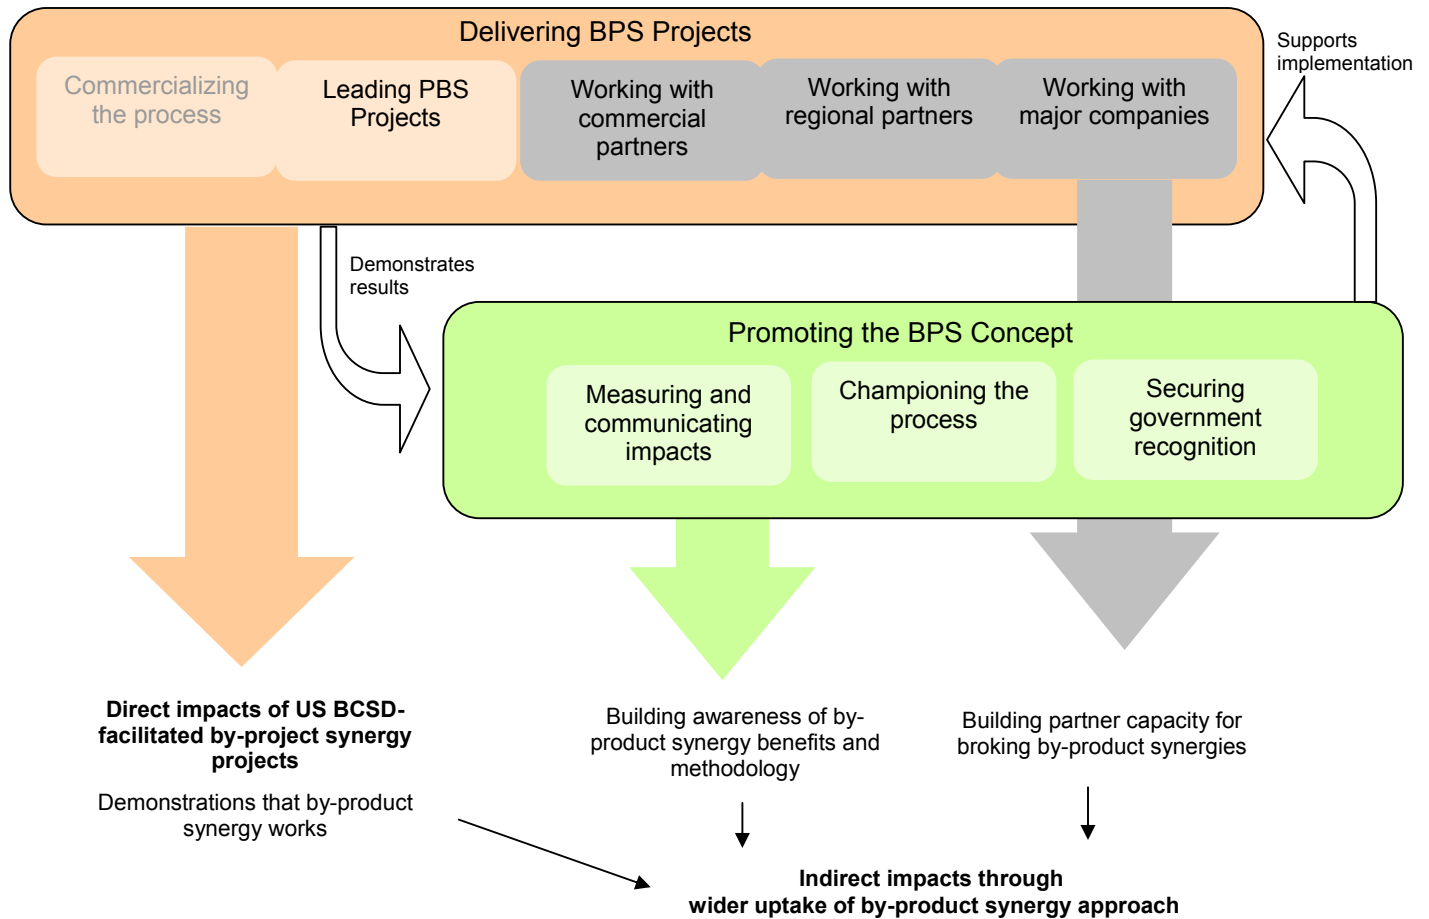 Delivering BPS Projects
Supports
implementation
Commercializing
the process
Leading PBS
Projects
Working with
commercial
partners
Working with
regional partners
Working with
major companies
Demonstrates
results
Promoting the BPS Concept
Measuring and
communicating
impacts
Championing the
process
Securing
government
recognition
Direct impacts of US BCSD-
facilitated by-project synergy
projects
Demonstrations that by-product
synergy works
Building awareness of by-
product synergy benefits and
methodology
Building partner capacity for
broking by-product synergies
Indirect impacts through
wider uptake of by-product synergy approach